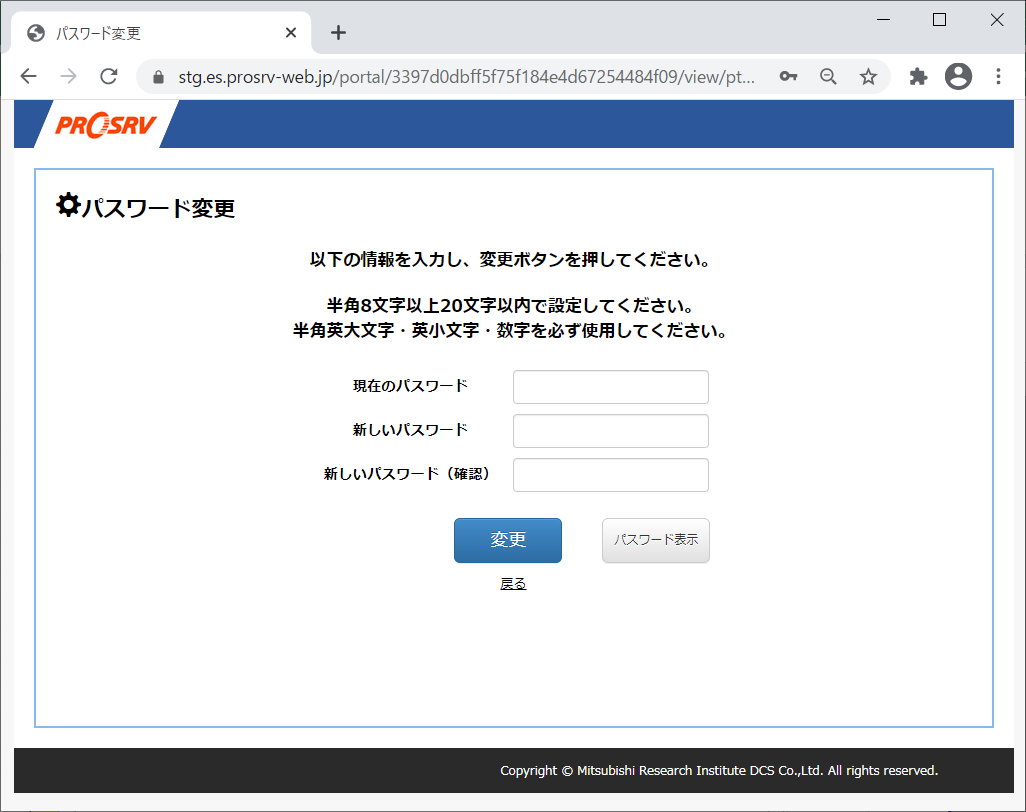 パスワード変更
stg.es.prosrv-web.jp/portal/3397d0dbff5f75f184e4d67254484f09/view/pt...
PROSRV
パスワード変更
以下の情報を入力し、変更ボタンを押してください。
半角8文字以上20文字以内で設定してください。
半角英大文字・英小文字・数字を必ず使用してください。
現在のパスワード
新しいパスワード
新しいパスワード（確認）
変更
パスワード表示
戻る
Copyright © Mitsubishi Research Institute DCS Co.,Ltd. All rights reserved.